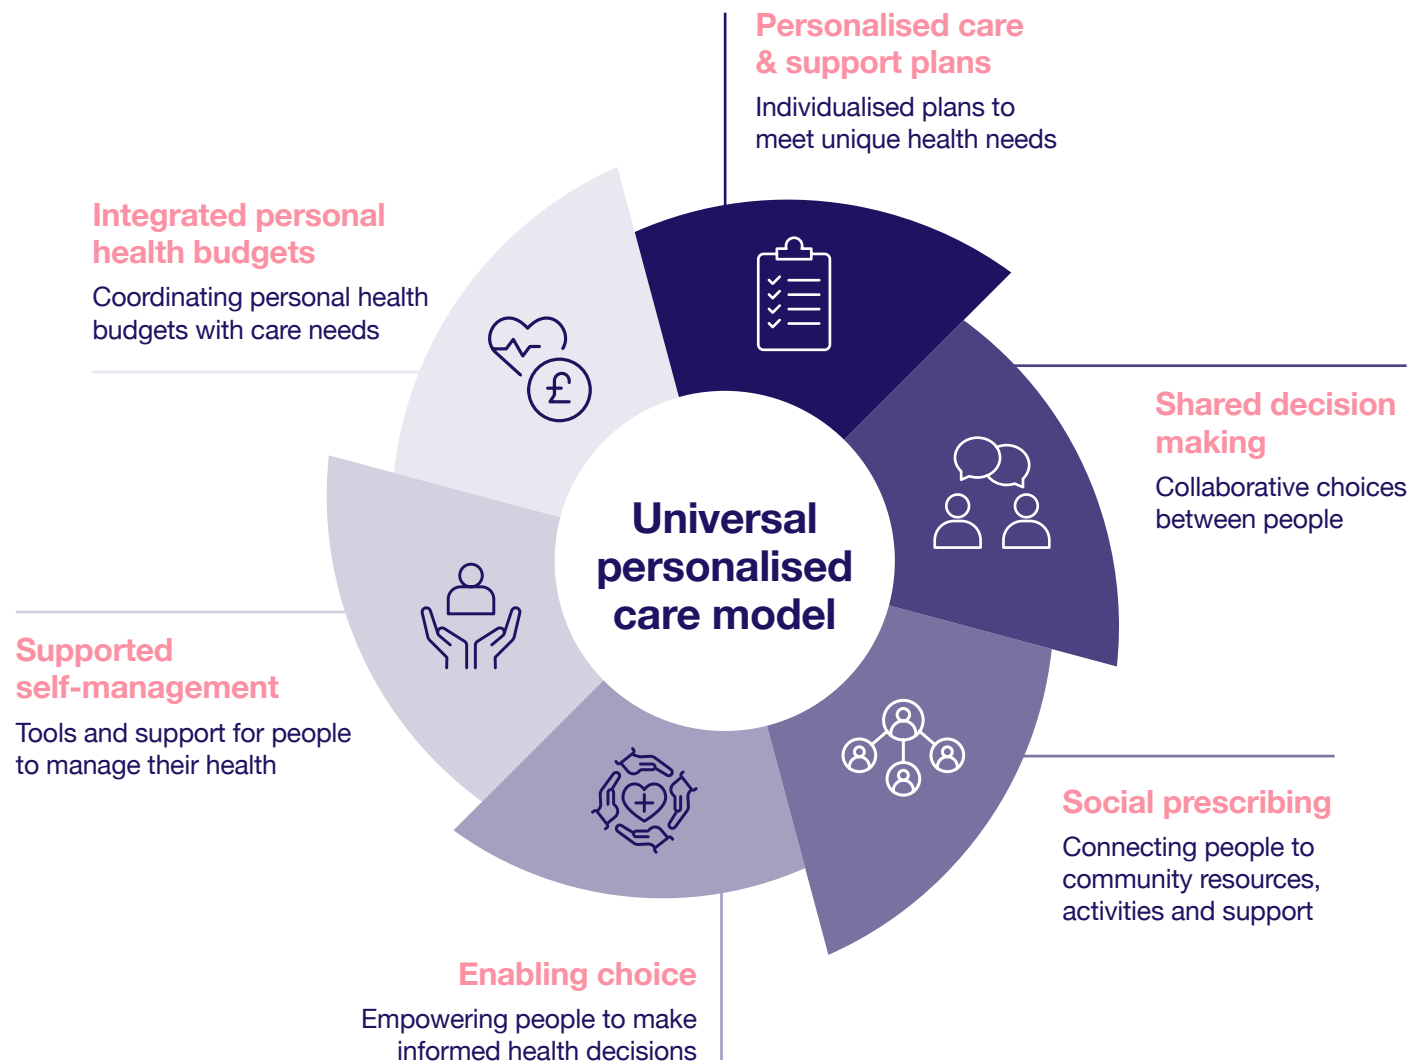 Personalised care
& support plans
Individualised plans to
meet unique health needs
Integrated personal
health budgets
Coordinating personal health
budgets with care needs
£
Shared decision
making
Collaborative choices
between people
Universal
personalised
care model
Supported
self-management
Tools and support for people
to manage their health
Social prescribing
Connecting people to
community resources,
activities and support
Enabling choice
Empowering people to make
informed health decisions